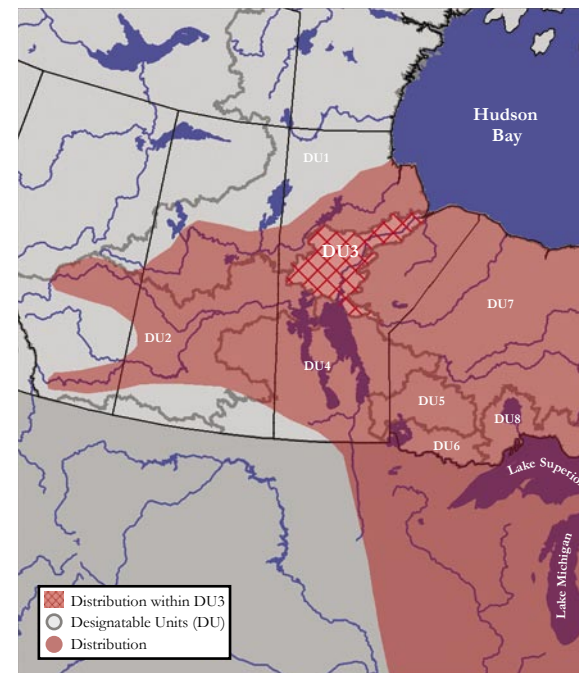 Hudson
Bay
DU1
DU3
DU7
DU2
DU4
DU5
DU8
DU6
Lake Superior
Lake Michigan
Distribution within DU3
Designatable Units (DU)
Distribution